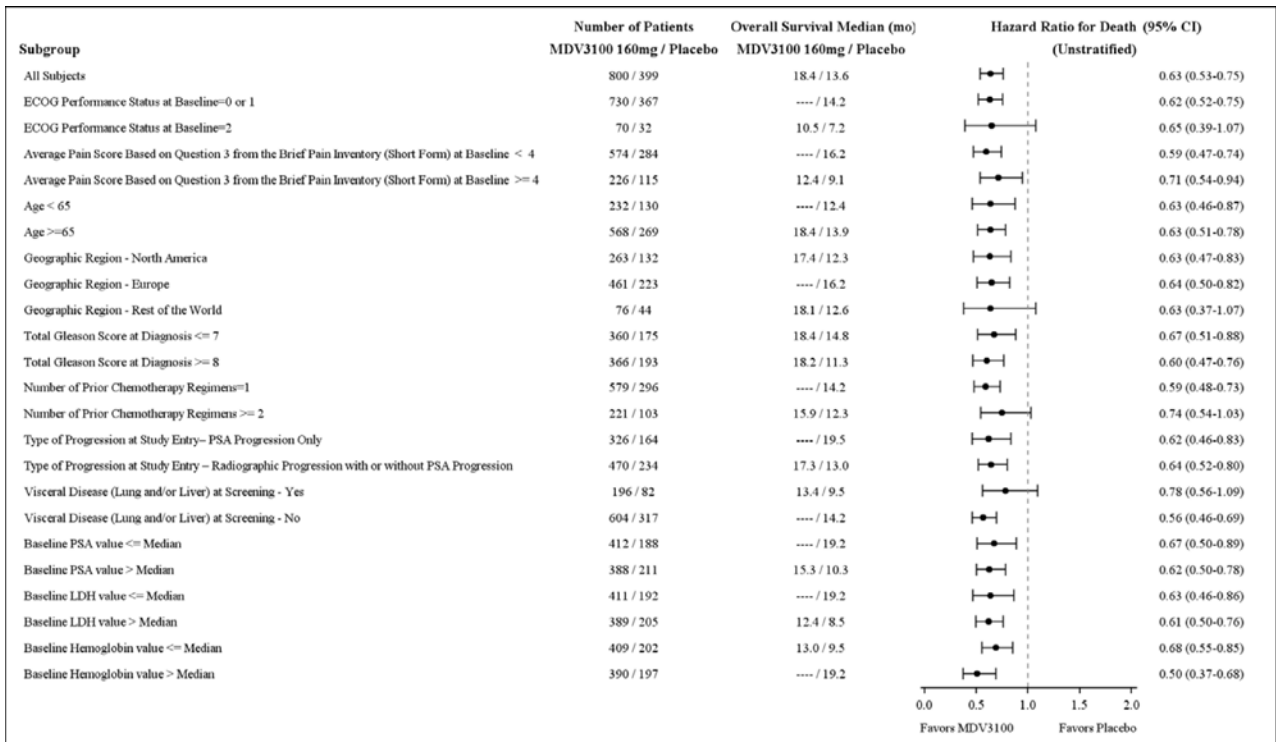 Number of Patients Overall Survival Median (mo) Hazard Ratio for Death (95% CI)
Subgroup MDV3100 160mg / Placebo MDV3100 160mg / Placebo (Unstratified)
All Subjects 800 / 399 18.4 / 13.6 0.63 (0.53-0.75)
ECOG Performance Status at Baseline=0 or 1 730 / 367 ---- / 14.2 0.62 (0.52-0.75)
ECOG Performance Status at Baseline=2 70 / 32 10.5 / 7.2 0.65 (0.39-1.07)
Average Pain Score Based on Question 3 from the Brief Pain Inventory (Short Form) at Baseline < 4 574 / 284 ---- / 16.2 0.59 (0.47-0.74)
Average Pain Score Based on Question 3 from the Brief Pain Inventory (Short Form) at Baseline >= 4 226 / 115 12.4 / 9.1 0.71 (0.54-0.94)
Age < 65 232 / 130 ---- / 12.4 0.63 (0.46-0.87)
Age >=65 568 / 269 18.4 / 13.9 0.63 (0.51-0.78)
Geographic Region - North America 263 / 132 17.4 / 12.3 0.63 (0.47-0.83)
Geographic Region - Europe 461 / 223 ---- / 16.2 0.64 (0.50-0.82)
Geographic Region - Rest of the World 76 / 44 18.1 / 12.6 0.63 (0.37-1.07)
Total Gleason Score at Diagnosis <= 7 360 / 175 18.4 / 14.8 0.67 (0.51-0.88)
Total Gleason Score at Diagnosis >= 8 366 / 193 18.2 / 11.3 0.60 (0.47-0.76)
Number of Prior Chemotherapy Regimens=1 579 / 296 ---- / 14.2 0.59 (0.48-0.73)
Number of Prior Chemotherapy Regimens >= 2 221 / 103 15.9 / 12.3 0.74 (0.54-1.03)
Type of Progression at Study Entry– PSA Progression Only 326 / 164 ---- / 19.5 0.62 (0.46-0.83)
Type of Progression at Study Entry – Radiographic Progression with or without PSA Progression 470 / 234 17.3 / 13.0 0.64 (0.52-0.80)
Visceral Disease (Lung and/or Liver) at Screening - Yes 196 / 82 13.4 / 9.5 0.78 (0.56-1.09)
Visceral Disease (Lung and/or Liver) at Screening - No 604 / 317 ---- / 14.2 0.56 (0.46-0.69)
Baseline PSA value <= Median 412 / 188 ---- / 19.2 0.67 (0.50-0.89)
Baseline PSA value > Median 388 / 211 15.3 / 10.3 0.62 (0.50-0.78)
Baseline LDH value <= Median 411 / 192 ---- / 19.2 0.63 (0.46-0.86)
Baseline LDH value > Median 389 / 205 12.4 / 8.5 0.61 (0.50-0.76)
Baseline Hemoglobin value <= Median 409 / 202 13.0 / 9.5 0.68 (0.55-0.85)
Baseline Hemoglobin value > Median 390 / 197 ---- / 19.2 0.50 (0.37-0.68)
0.0 0.5 1.0 1.5 2.0
Favors MDV3100 Favors Placebo